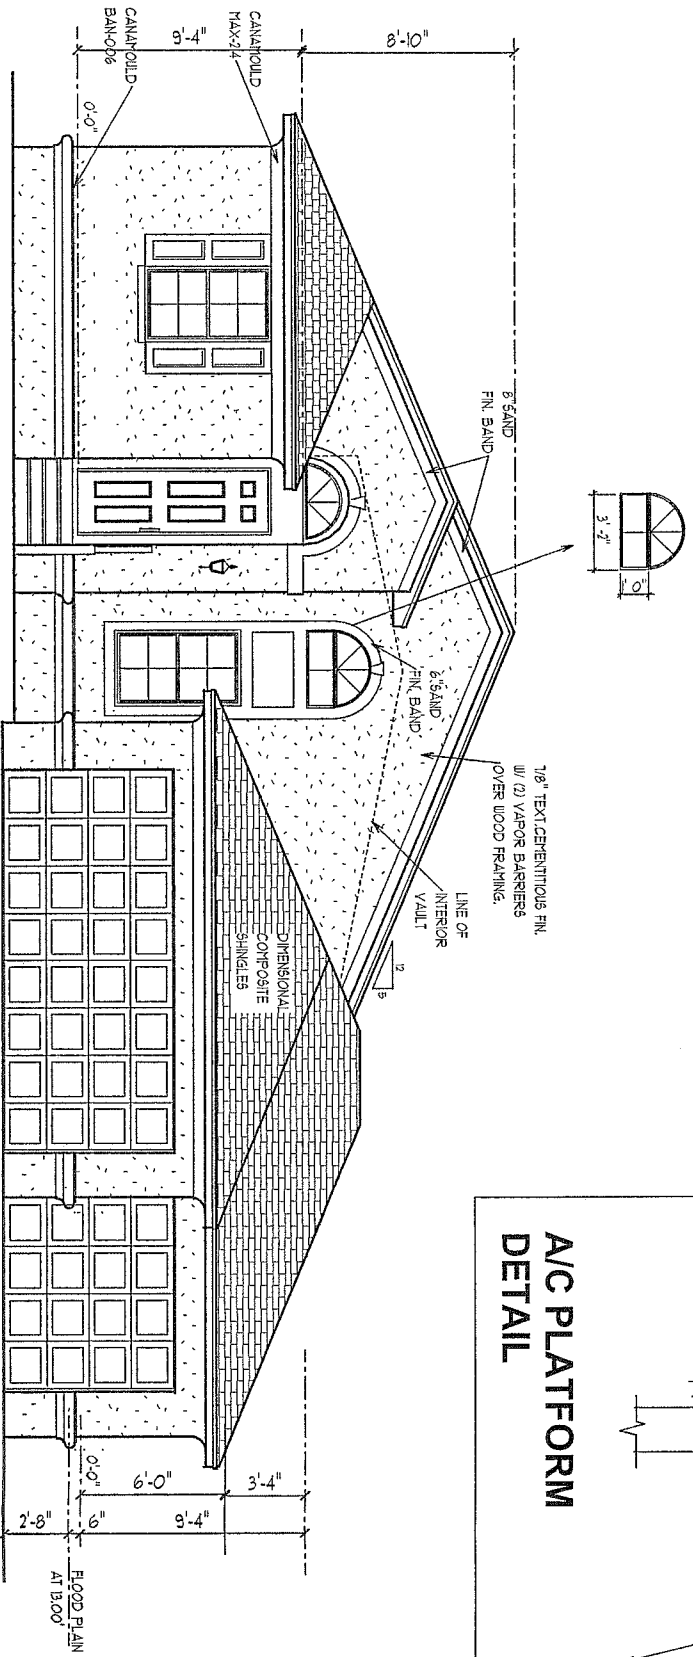 8'-10"
9'-4"
CANAMOULD
MAX-24
CANAMOULD
BAN-006
0'-0"
8" SAND
FIN. BAND
3'-2"
1'0"
6" SAND
FIN. BAND
7/8" TEXT.CEMENTITIOUS FIN.
W/ (2) VAPOR BARRIERS
OVER WOOD FRAMING.
LINE OF
INTERIOR
VAULT
12
5
DIMENSIONAL
COMPOSITE
SHINGLES
A/C PLATFORM
DETAIL
3'-4"
6'-0"
9'-4"
0'-0"
6"
2'-8"
FLOOD PLAIN
AT 13.00'